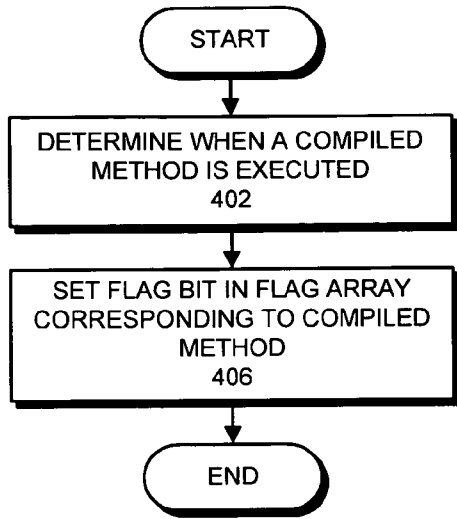 START
DETERMINE WHEN A COMPILED
METHOD IS EXECUTED
402
SET FLAG BIT IN FLAG ARRAY
CORRESPONDING TO COMPILED
METHOD
406
END